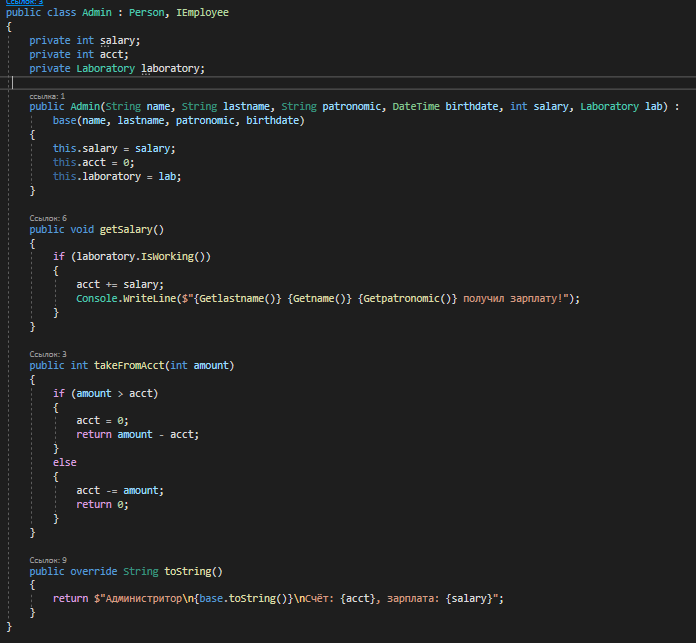 Ссылок: 3
public class Admin : Person, IEmployee
{
private int salary;
private int acct;
private Laboratory laboratory;
ссылка: 1
public Admin(String name, String lastname, String patronomic, DateTime birthdate, int salary, Laboratory lab) :
base(name, lastname, patronomic, birthdate)
{
this.salary = salary;
this.acct = 0;
this.laboratory = lab;
}
Ссылок: 6
public void getSalary()
{
if (laboratory.IsWorking())
{
acct += salary;
Console.WriteLine($"{Getlastname()} {Getname()} {Getpatronomic()} получил зарплату!");
}
}
Ссылок: 3
public int takeFromAcct(int amount)
{
if (amount > acct)
{
acct = 0;
return amount - acct;
}
else
{
acct -= amount;
return 0;
}
}
Ссылок: 9
public override String toString()
{
return $"Администритор\n{base.toString()}\nСчёт: {acct}, зарплата: {salary}";
}
}